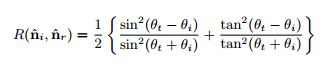 R(n̂ᵢ, n̂ᵣ) = 1/2 { sin²(θₜ − θᵢ)/sin²(θₜ + θᵢ) + tan²(θₜ − θᵢ)/tan²(θₜ + θᵢ) }